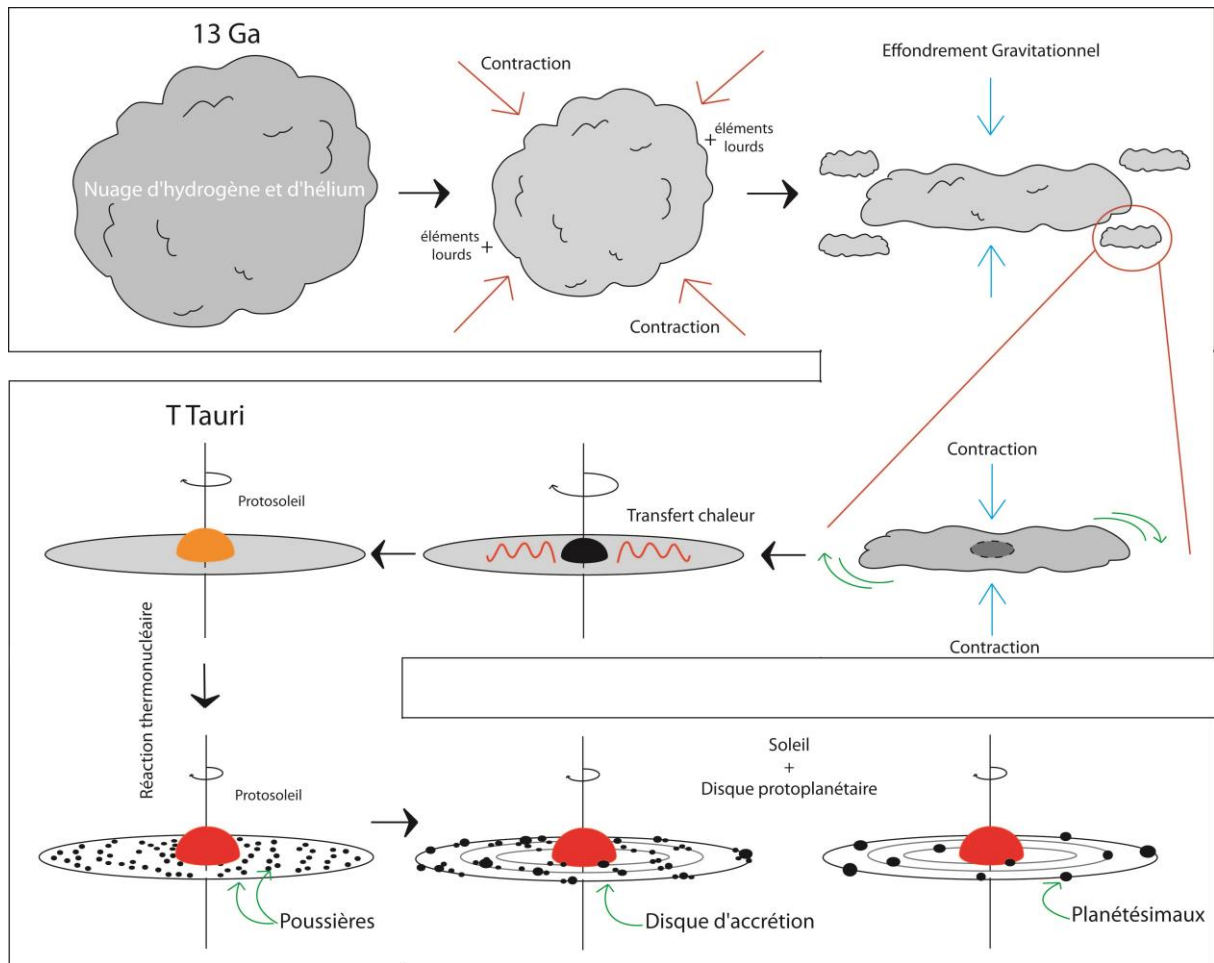 13 Ga
Nuage d'hydrogène et d'hélium
Contraction
+ éléments
lourds
éléments +
lourds
Contraction
Effondrement Gravitationnel
T Tauri
Protosoleil
Transfert chaleur
Contraction
Contraction
Réaction thermonucléaire
Protosoleil
Poussières
Soleil
+
Disque protoplanétaire
Disque d'accrétion
Planétésimaux